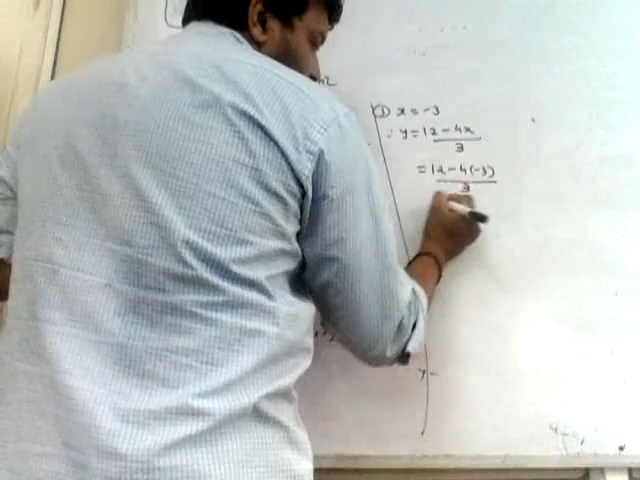 ① x = -3
∴ y = 12 - 4x
3
= 12 - 4(-3)
3
y =